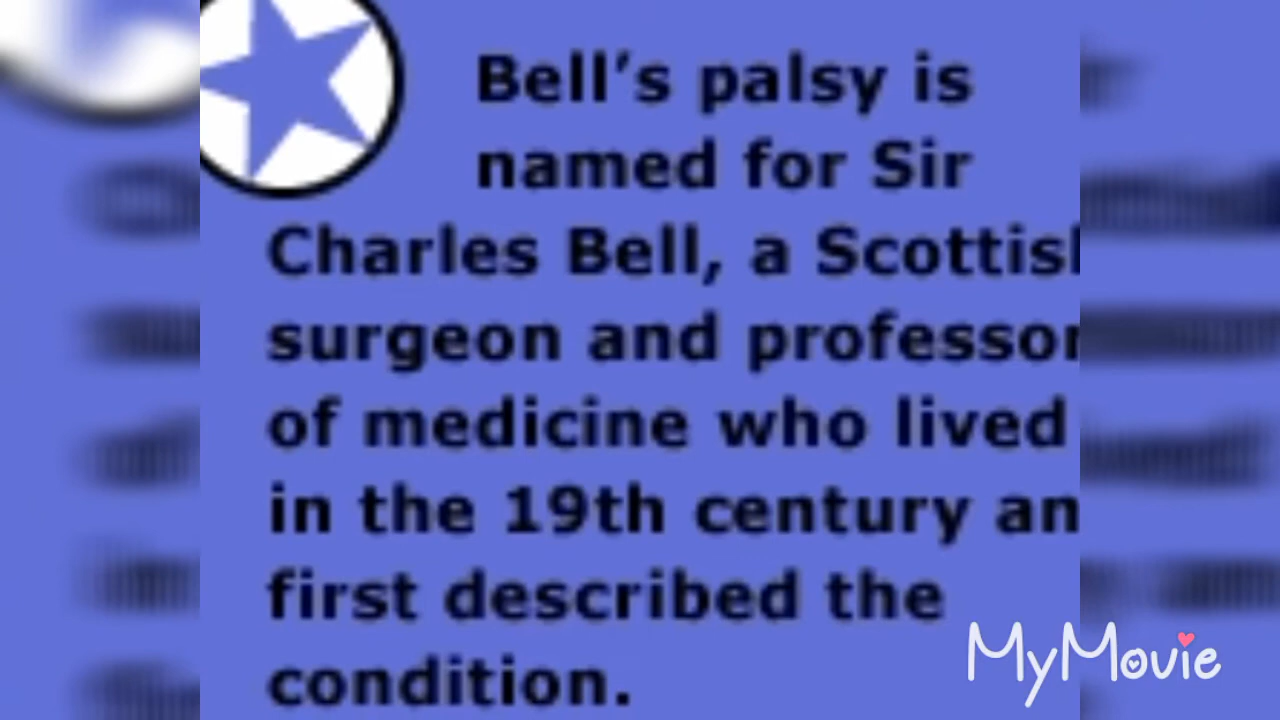 Bell’s palsy is
named for Sir
Charles Bell, a Scottish
surgeon and professor
of medicine who lived
in the 19th century an
first described the
condition.
MyMovie